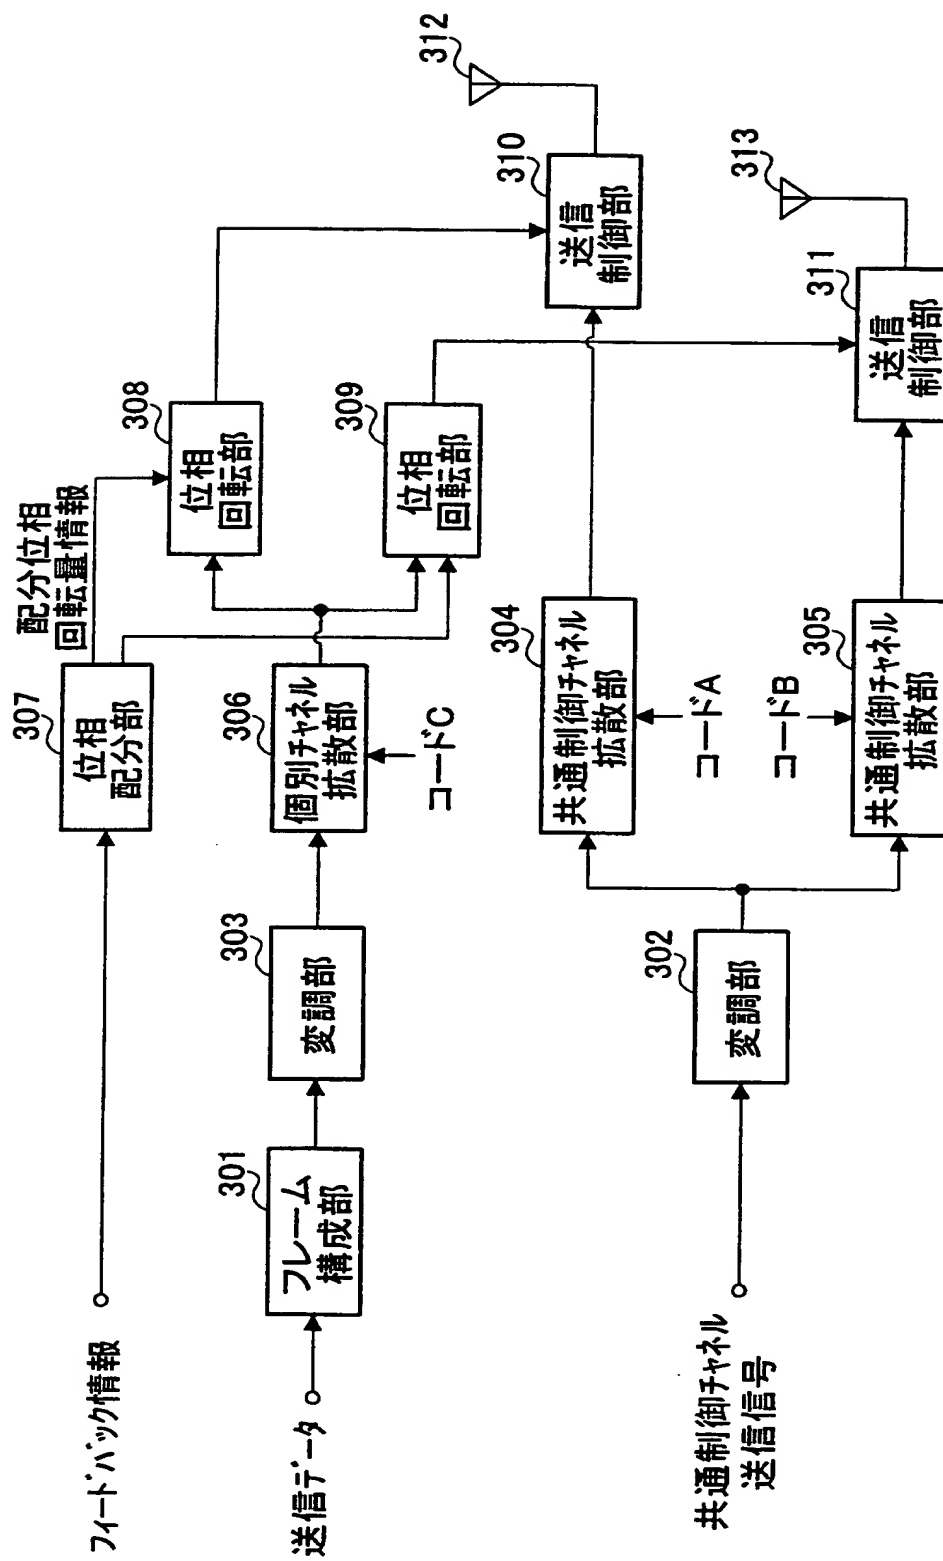 フィードバック情報
307
位相
配分部
配分位相
回転量情報
308
位相
回転部
309
位相
回転部
送信データ
301
フレーム
構成部
303
変調部
306
個別チャネル
拡散部
コードC
310
送信
制御部
312
共通制御チャネル
送信信号
302
変調部
304
共通制御チャネル
拡散部
コードA
コードB
305
共通制御チャネル
拡散部
311
送信
制御部
313